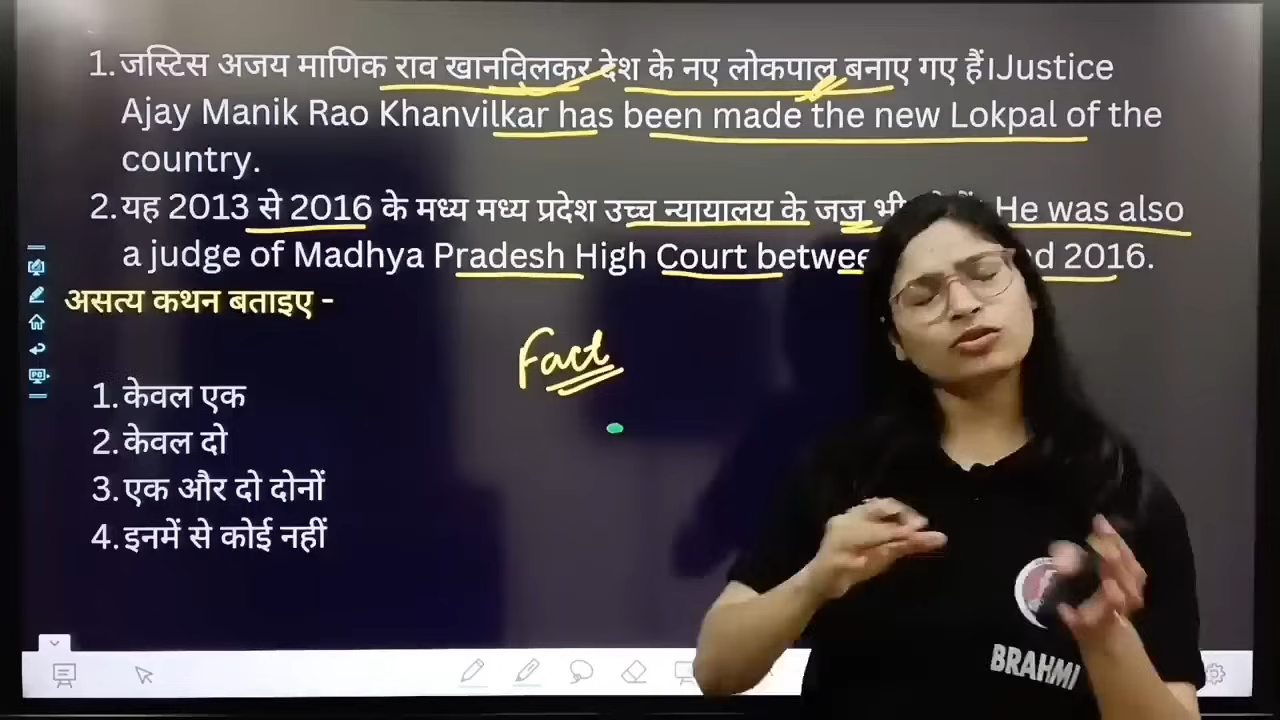 1. जस्टिस अजय माणिक राव खानविलकर देश के नए लोकपाल बनाए गए हैं।Justice
Ajay Manik Rao Khanvilkar has been made the new Lokpal of the
country.
2. यह 2013 से 2016 के मध्य मध्य प्रदेश उच्च न्यायालय के जज भी He was also
a judge of Madhya Pradesh High Court between 2016.
असत्य कथन बताइए -
Fact
1. केवल एक
2. केवल दो
3. एक और दो दोनों
4. इनमें से कोई नहीं
BRAHMI